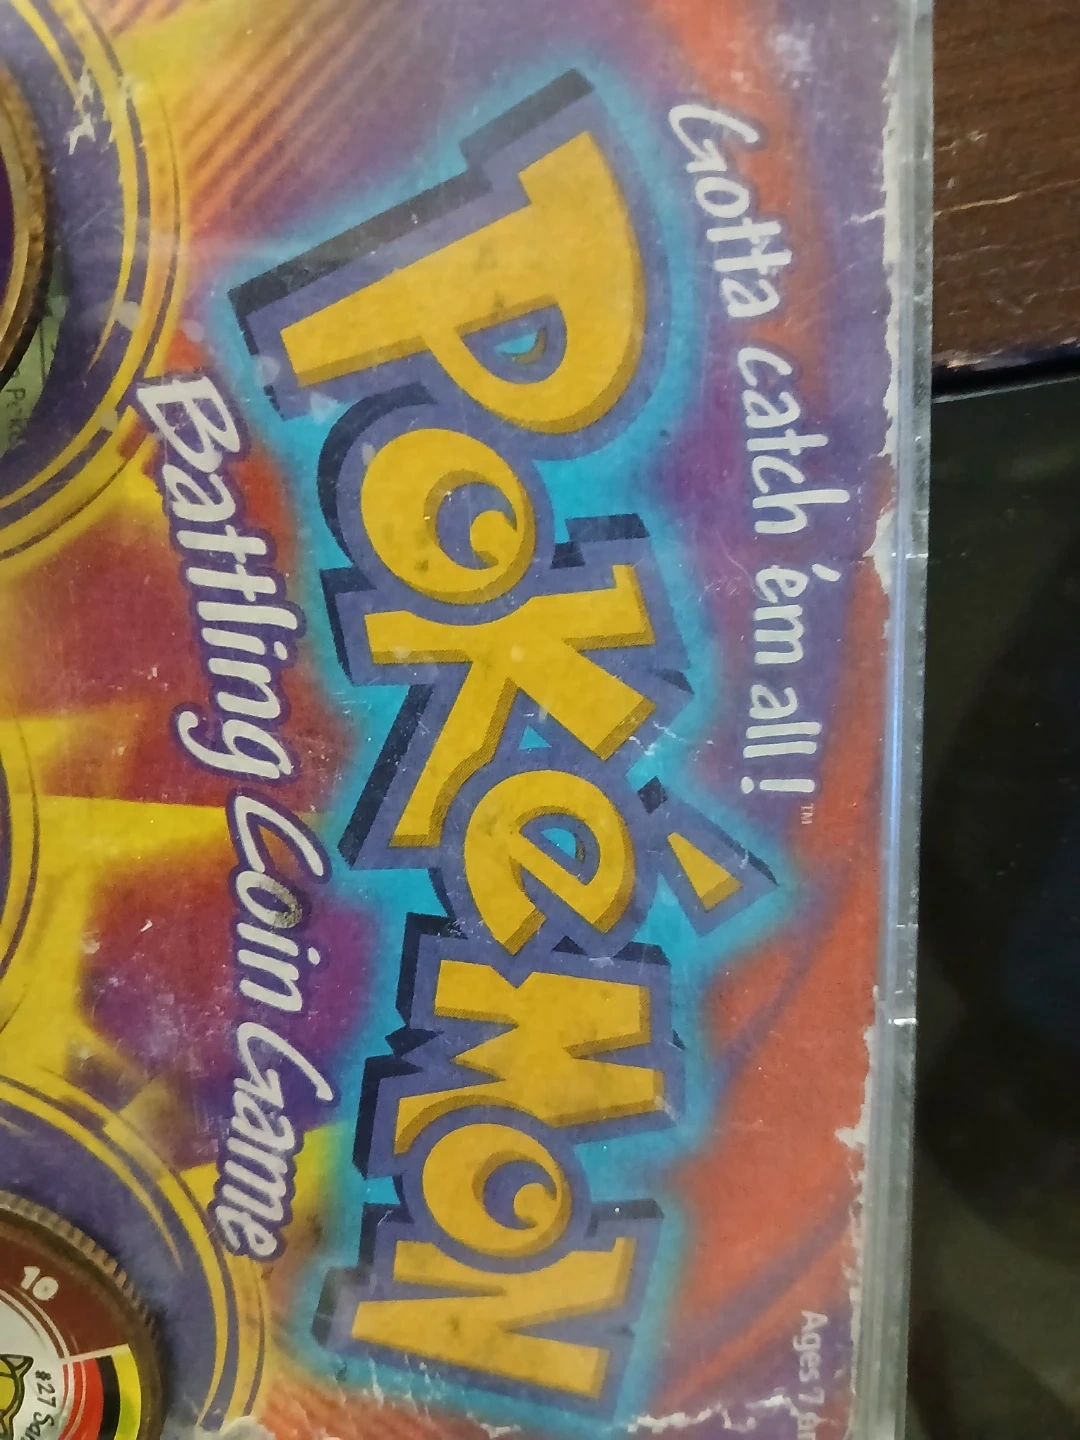 Gotta catch 'em all!™
POKéMON
Battling Coin Game
Ages 7
10
#27